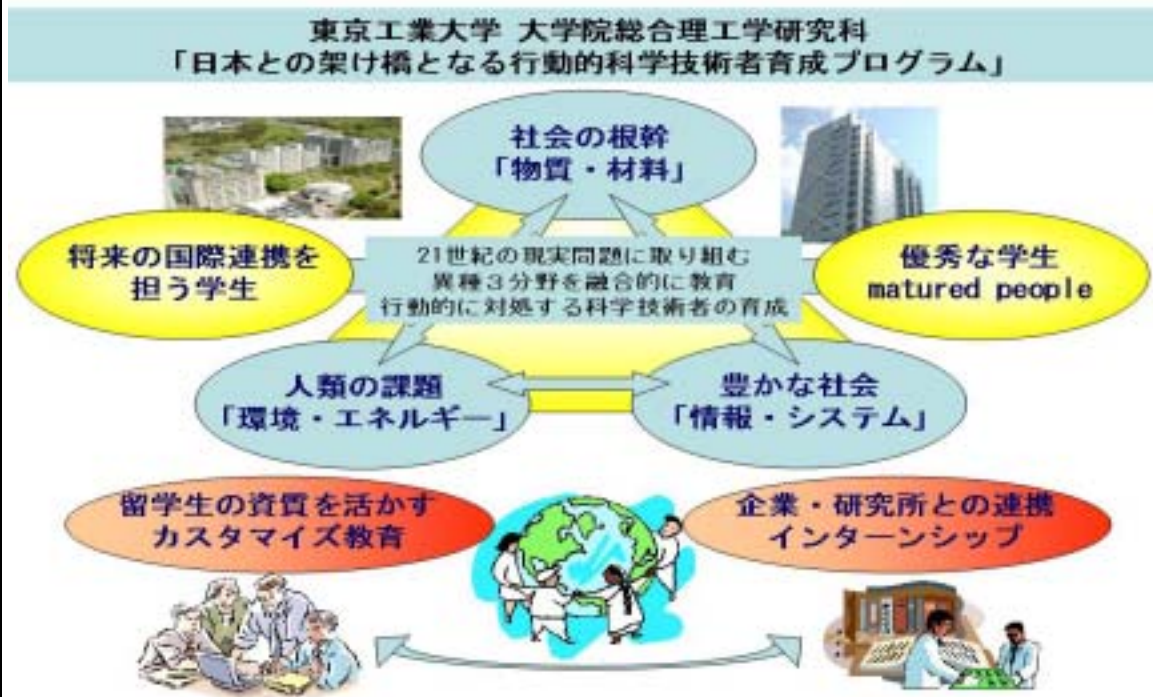 東京工業大学 大学院総合理工学研究科
「日本との架け橋となる行動的科学技術者育成プログラム」
社会の根幹
「物質・材料」
将来の国際連携を
担う学生
21世紀の現実問題に取り組む
異種3分野を融合的に教育
行動的に対処する科学技術者の育成
優秀な学生
matured people
人類の課題
「環境・エネルギー」
豊かな社会
「情報・システム」
留学生の資質を活かす
カスタマイズ教育
企業・研究所との連携
インターンシップ